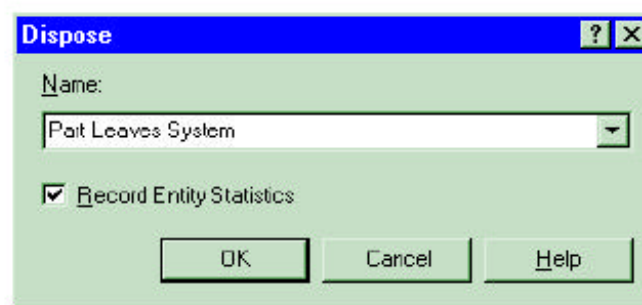 Dispose
Name:
Part Leaves System
Record Entity Statistics
OK Cancel Help